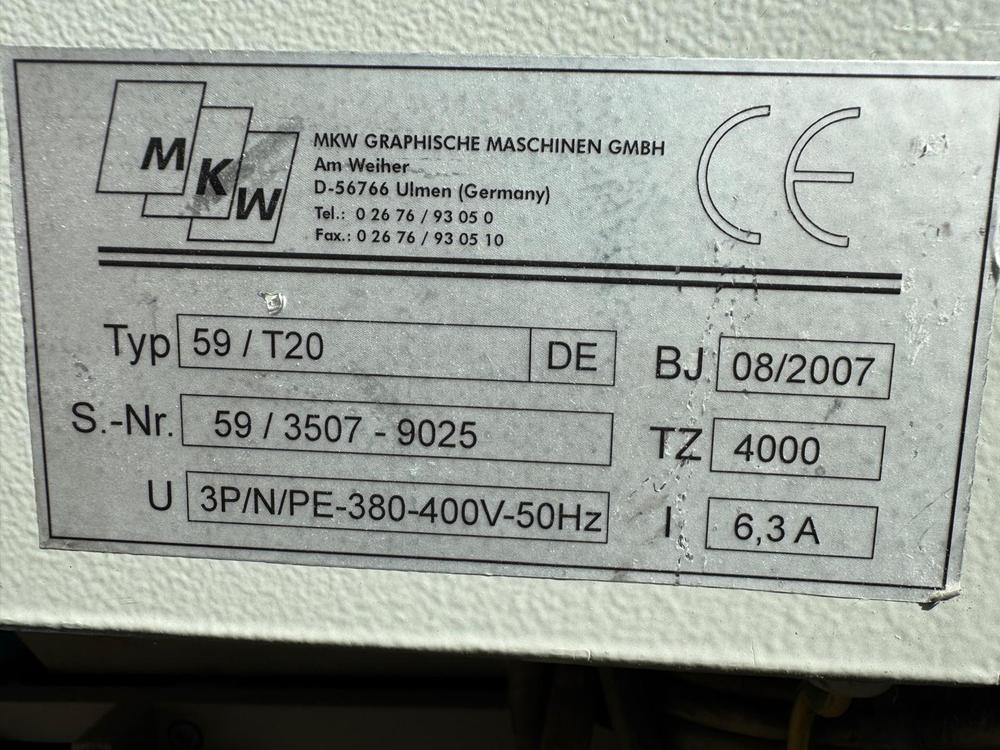 MKW
MKW GRAPHISCHE MASCHINEN GMBH
Am Weiher
D-56766 Ulmen (Germany)
Tel.: 0 26 76 / 93 05 0
Fax.: 0 26 76 / 93 05 10
CE
Typ 59 / T20 DE BJ 08/2007
S.-Nr. 59 / 3507 - 9025 TZ 4000
U 3P/N/PE-380-400V-50Hz I 6,3 A